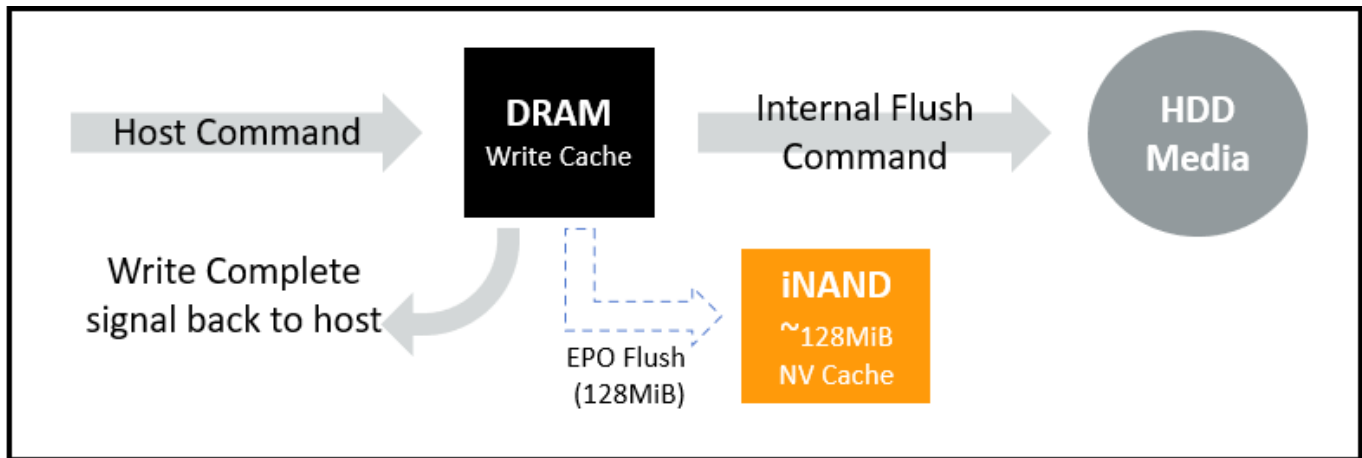 Host Command
DRAM
Write Cache
Internal Flush
Command
HDD
Media
Write Complete
signal back to host
EPO Flush
(128MiB)
iNAND
~128MiB
NV Cache